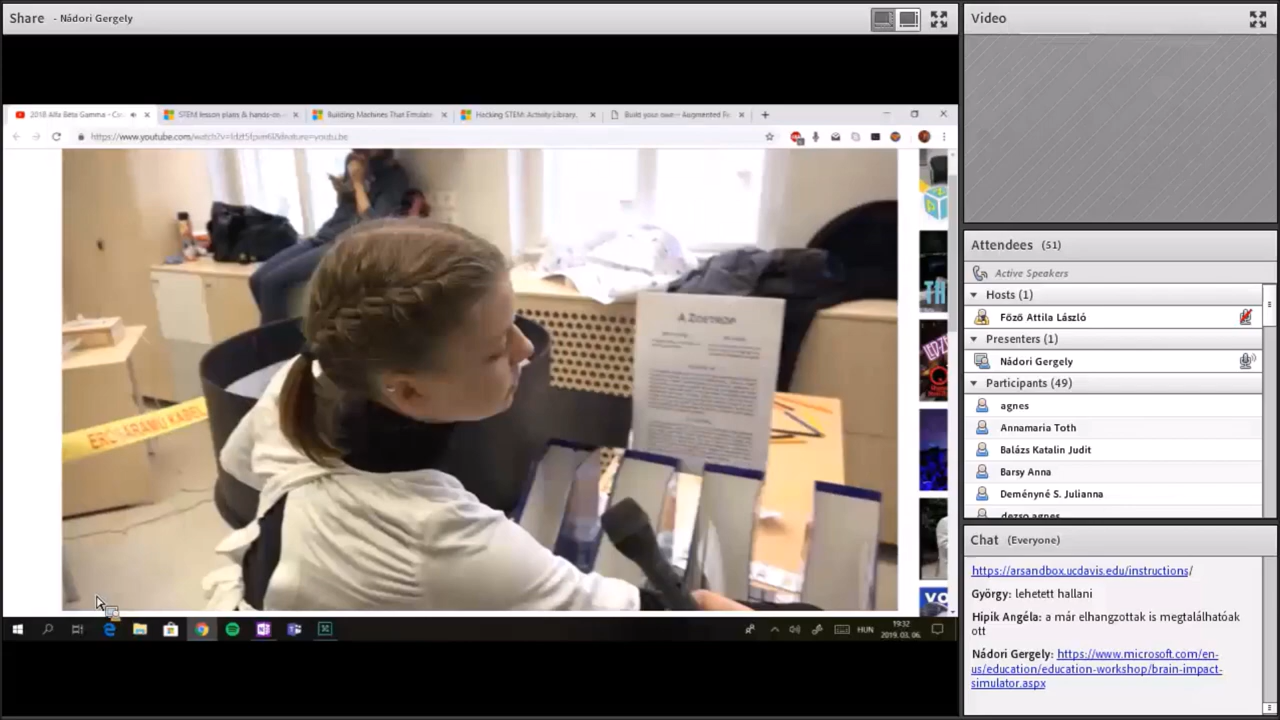 Share - Nádori Gergely
Video
2018 Alfa Béta Gamma - Cs
STEM lesson plans & hands-on
Building Machines That Emulate
Hacking STEM: Activity Library
Build your own – Augmented Re
A ZOETROP
Attendees (51)
Active Speakers
Hosts (1)
Főző Attila László
Presenters (1)
Nádori Gergely
Participants (49)
agnes
Annamaria Toth
Balázs Katalin Judit
Barsy Anna
Deményné S. Julianna
dezso agnes
Chat (Everyone)
https://arsandbox.ucdavis.edu/instructions/
György: lehetett hallani
Hipik Angéla: a már elhangzottak is megtalálhatóak
ott
Nádori Gergely: https://www.microsoft.com/en-
us/education/education-workshop/brain-impact-
simulator.aspx
HUN
19:32
2019. 03. 06.